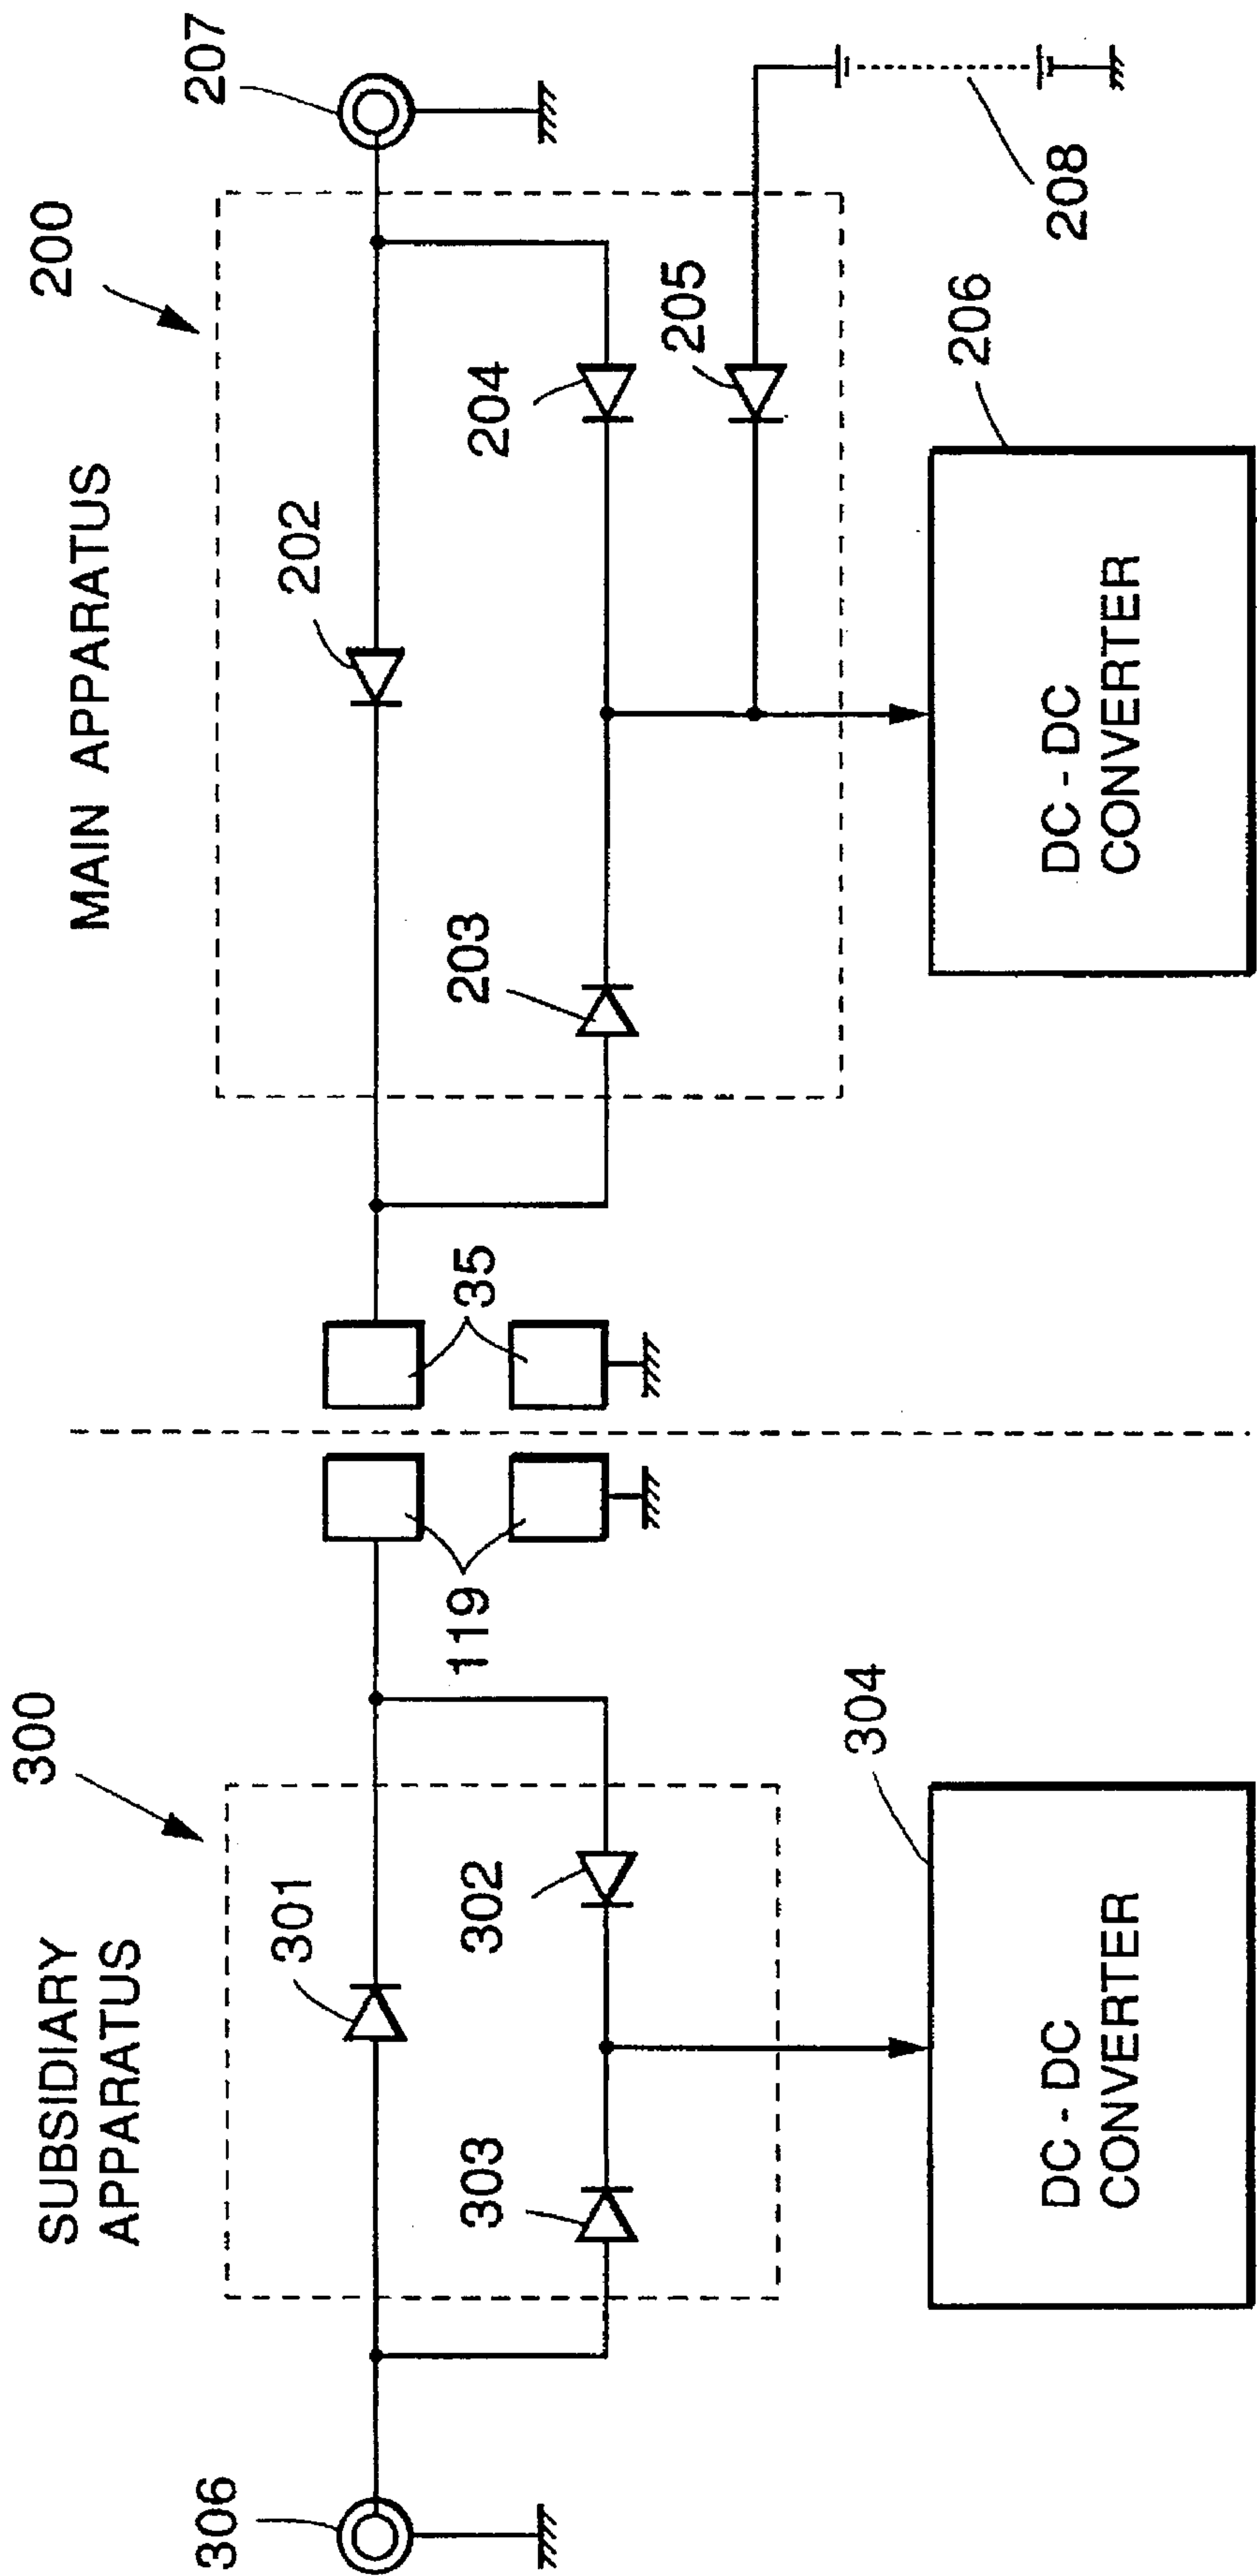 SUBSIDIARY
APPARATUS
300
MAIN APPARATUS
200
306
301
303
302
119
35
202
203
204
205
207
208
304
DC - DC
CONVERTER
206
DC - DC
CONVERTER